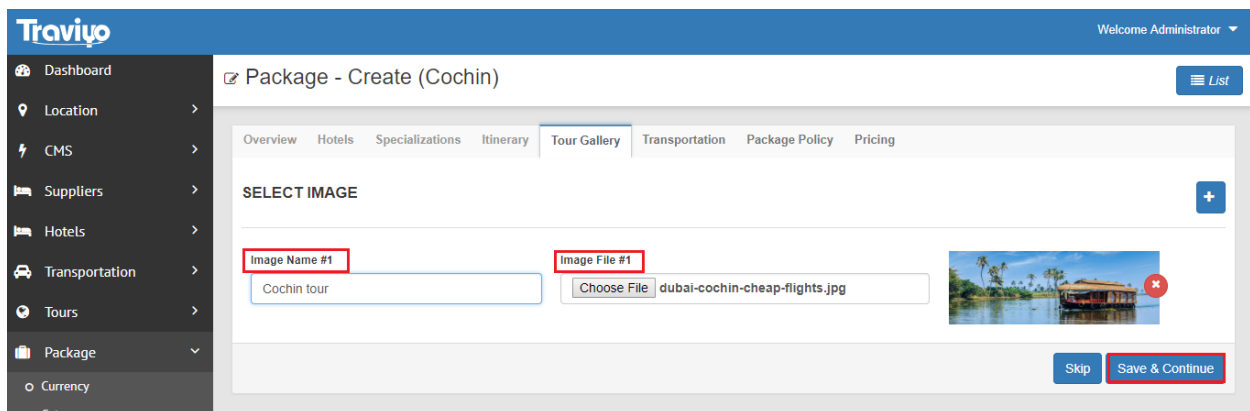 Traviyo
Welcome Administrator
Dashboard
Location
CMS
Suppliers
Hotels
Transportation
Tours
Package
Currency
Package - Create (Cochin)
List
Overview Hotels Specializations Itinerary Tour Gallery Transportation Package Policy Pricing
SELECT IMAGE
Image Name #1 Image File #1
Cochin tour Choose File dubai-cochin-cheap-flights.jpg
Skip Save & Continue